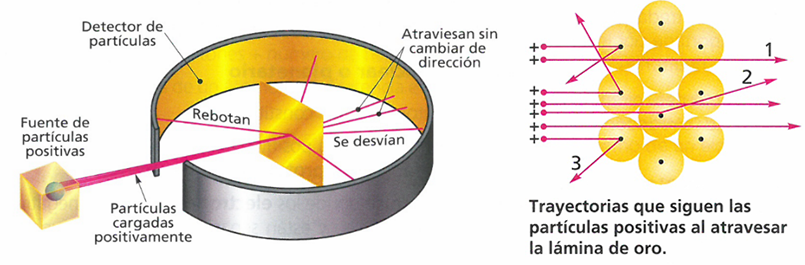 Detector de
partículas
Atraviesan sin
cambiar de
dirección
Rebotan
Se desvían
Fuente de
partículas
positivas
Partículas
cargadas
positivamente
+
+
+
+
+
+
+
1
2
3
Trayectorias que siguen las
partículas positivas al atravesar
la lámina de oro.